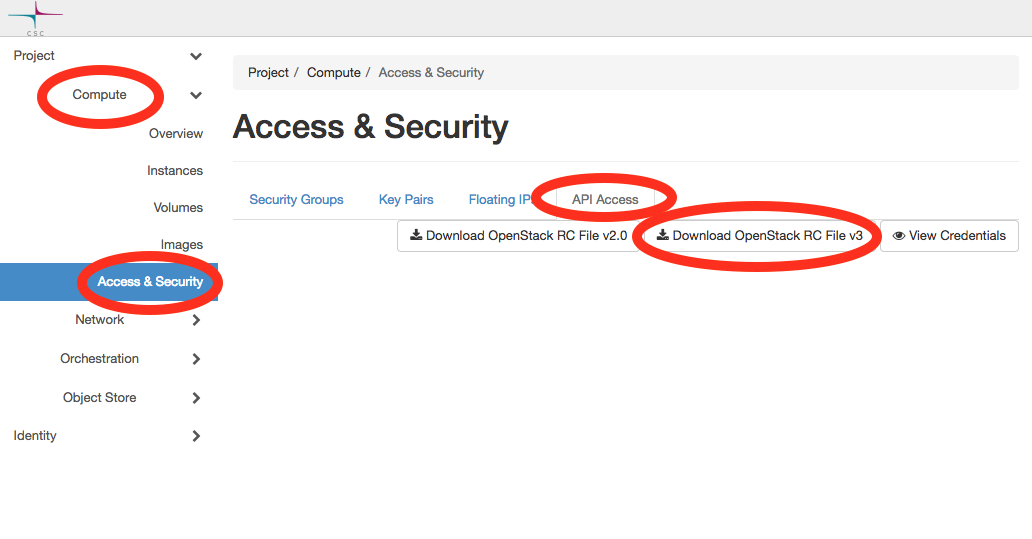 CSC
Project
Compute
Overview
Instances
Volumes
Images
Access & Security
Network
Orchestration
Object Store
Identity
Project / Compute / Access & Security
Access & Security
Security Groups Key Pairs Floating IP API Access
Download OpenStack RC File v2.0 Download OpenStack RC File v3 View Credentials